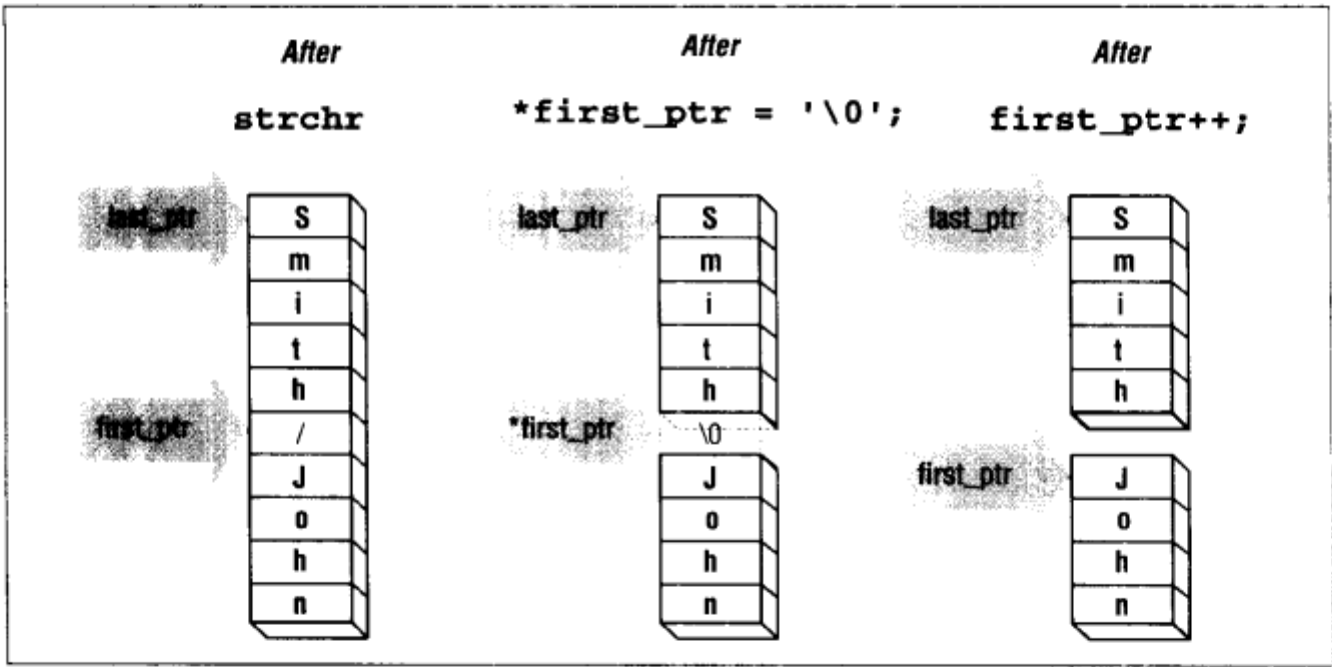 After After After
strchr *first_ptr = '\0'; first_ptr++;
last_ptr S last_ptr S last_ptr S
m m m
i i i
t t t
h h h
first_ptr / *first_ptr \0
J J first_ptr J
o o o
h h h
n n n